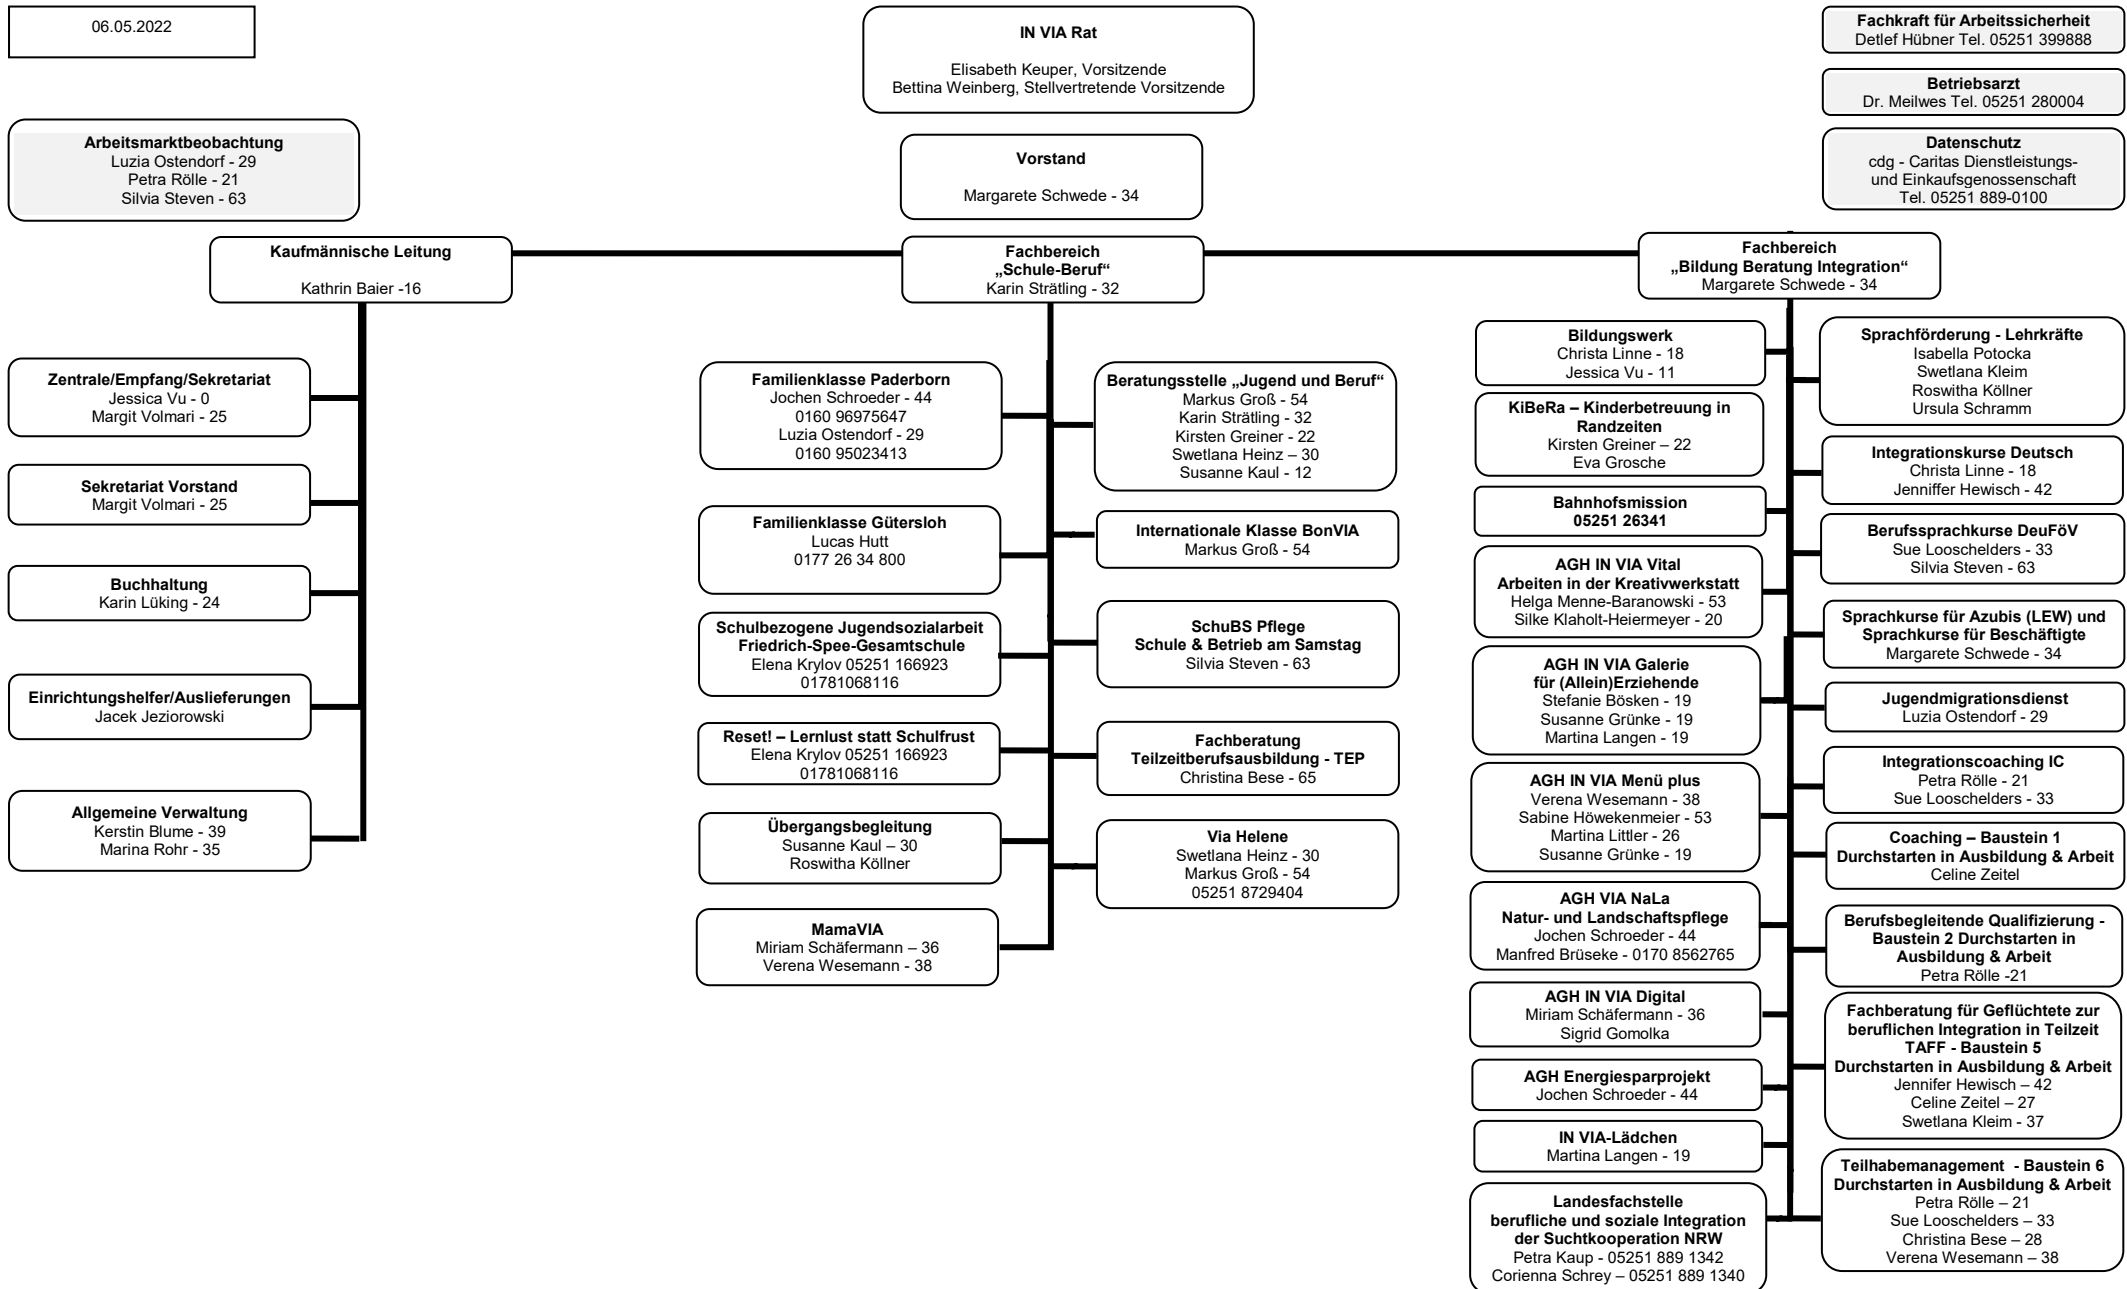 06.05.2022
IN VIA Rat
Elisabeth Keuper, Vorsitzende
Bettina Weinberg, Stellvertretende Vorsitzende
Fachkraft für Arbeitssicherheit
Detlef Hübner Tel. 05251 399888
Betriebsarzt
Dr. Meilwes Tel. 05251 280004
Datenschutz
cdg - Caritas Dienstleistungs-
und Einkaufsgenossenschaft
Tel. 05251 889-0100
Arbeitsmarktbeobachtung
Luzia Ostendorf - 29
Petra Rölle - 21
Silvia Steven - 63
Vorstand
Margarete Schwede - 34
Kaufmännische Leitung
Kathrin Baier -16
Fachbereich
„Schule-Beruf“
Karin Strätling - 32
Fachbereich
„Bildung Beratung Integration“
Margarete Schwede - 34
Zentrale/Empfang/Sekretariat
Jessica Vu - 0
Margit Volmari - 25
Sekretariat Vorstand
Margit Volmari - 25
Buchhaltung
Karin Lüking - 24
Einrichtungshelfer/Auslieferungen
Jacek Jeziorowski
Allgemeine Verwaltung
Kerstin Blume - 39
Marina Rohr - 35
Familienklasse Paderborn
Jochen Schroeder - 44
0160 96975647
Luzia Ostendorf - 29
0160 95023413
Familienklasse Gütersloh
Lucas Hutt
0177 26 34 800
Schulbezogene Jugendsozialarbeit
Friedrich-Spee-Gesamtschule
Elena Krylov 05251 166923
01781068116
Reset! – Lernlust statt Schulfrust
Elena Krylov 05251 166923
01781068116
Übergangsbegleitung
Susanne Kaul – 30
Roswitha Köllner
MamaVIA
Miriam Schäfermann – 36
Verena Wesemann - 38
Beratungsstelle „Jugend und Beruf“
Markus Groß - 54
Karin Strätling - 32
Kirsten Greiner - 22
Swetlana Heinz – 30
Susanne Kaul - 12
Internationale Klasse BonVIA
Markus Groß - 54
SchuBS Pflege
Schule & Betrieb am Samstag
Silvia Steven - 63
Fachberatung
Teilzeitberufsausbildung - TEP
Christina Bese - 65
Via Helene
Swetlana Heinz - 30
Markus Groß - 54
05251 8729404
Bildungswerk
Christa Linne - 18
Jessica Vu - 11
KiBeRa – Kinderbetreuung in
Randzeiten
Kirsten Greiner – 22
Eva Grosche
Bahnhofsmission
05251 26341
AGH IN VIA Vital
Arbeiten in der Kreativwerkstatt
Helga Menne-Baranowski - 53
Silke Klaholt-Heiermeyer - 20
AGH IN VIA Galerie
für (Allein)Erziehende
Stefanie Bösken - 19
Susanne Grünke - 19
Martina Langen - 19
AGH IN VIA Menü plus
Verena Wesemann - 38
Sabine Höwekenmeier - 53
Martina Littler - 26
Susanne Grünke - 19
AGH VIA NaLa
Natur- und Landschaftspflege
Jochen Schroeder - 44
Manfred Brüseke - 0170 8562765
AGH IN VIA Digital
Miriam Schäfermann - 36
Sigrid Gomolka
AGH Energiesparprojekt
Jochen Schroeder - 44
IN VIA-Lädchen
Martina Langen - 19
Landesfachstelle
berufliche und soziale Integration
der Suchtkooperation NRW
Petra Kaup - 05251 889 1342
Corienna Schrey – 05251 889 1340
Sprachförderung - Lehrkräfte
Isabella Potocka
Swetlana Kleim
Roswitha Köllner
Ursula Schramm
Integrationskurse Deutsch
Christa Linne - 18
Jenniffer Hewisch - 42
Berufssprachkurse DeuFöV
Sue Looschelders - 33
Silvia Steven - 63
Sprachkurse für Azubis (LEW) und
Sprachkurse für Beschäftigte
Margarete Schwede - 34
Jugendmigrationsdienst
Luzia Ostendorf - 29
Integrationscoaching IC
Petra Rölle - 21
Sue Looschelders - 33
Coaching – Baustein 1
Durchstarten in Ausbildung & Arbeit
Celine Zeitel
Berufsbegleitende Qualifizierung -
Baustein 2 Durchstarten in
Ausbildung & Arbeit
Petra Rölle -21
Fachberatung für Geflüchtete zur
beruflichen Integration in Teilzeit
TAFF - Baustein 5
Durchstarten in Ausbildung & Arbeit
Jennifer Hewisch – 42
Celine Zeitel – 27
Swetlana Kleim - 37
Teilhabemanagement - Baustein 6
Durchstarten in Ausbildung & Arbeit
Petra Rölle – 21
Sue Looschelders – 33
Christina Bese – 28
Verena Wesemann – 38